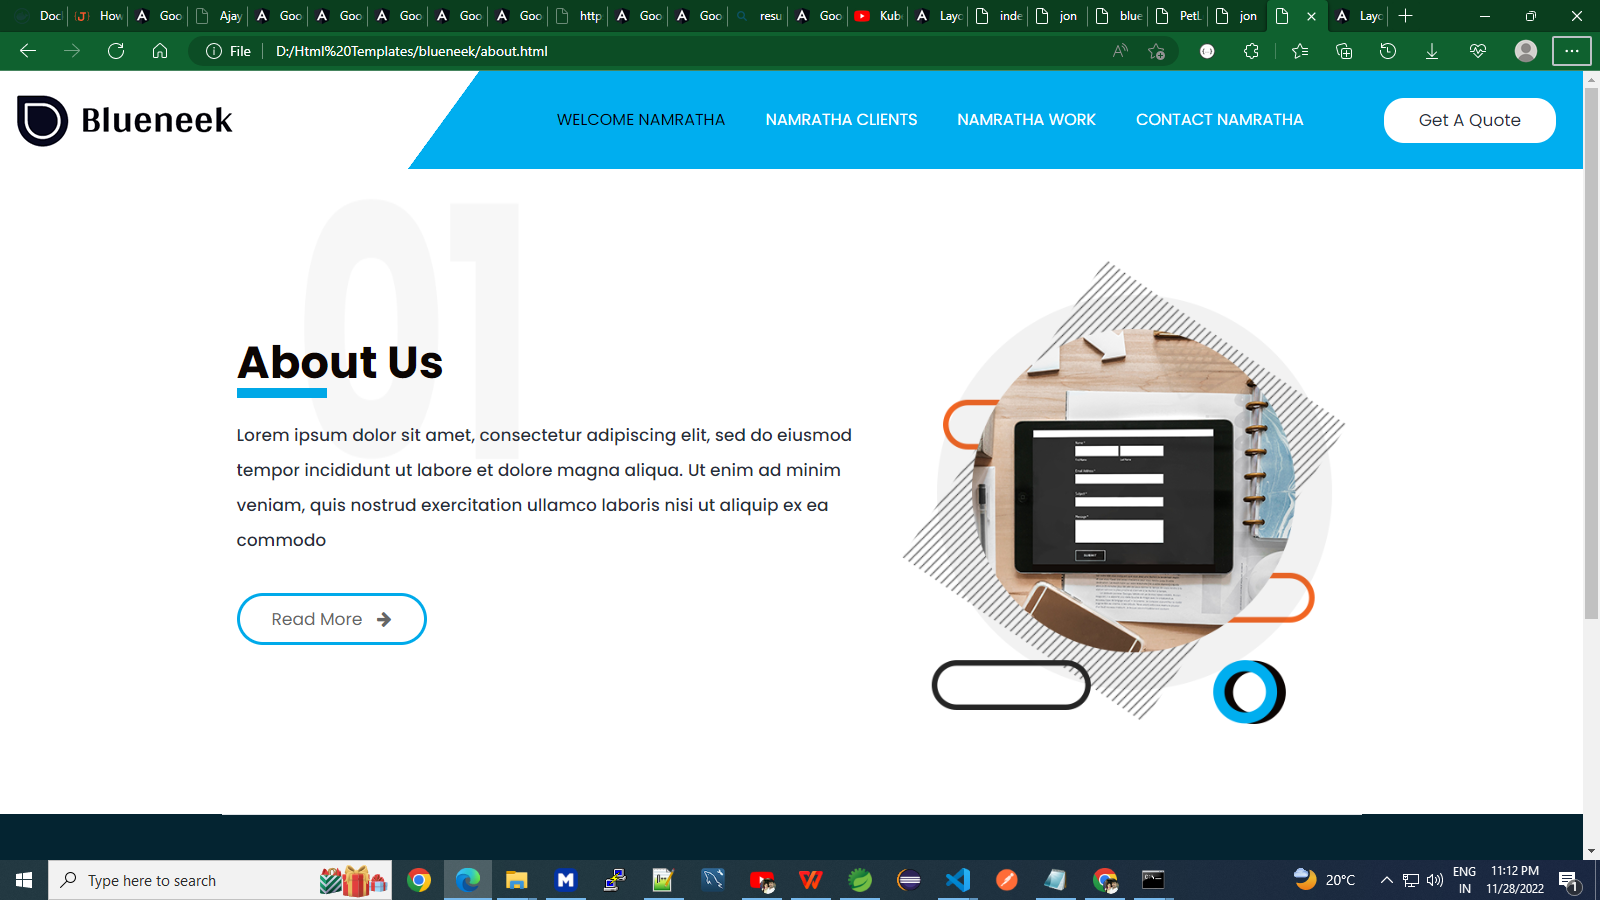 Doc
How
Goo
Ajay
Goo
Goo
Goo
Goo
Goo
http
Goo
Goo
resu
Goo
Kub
Layo
inde
jon
blue
PetL
jon
Layo
File
D:/Html%20Templates/blueneek/about.html
Blueneek
WELCOME NAMRATHA
NAMRATHA CLIENTS
NAMRATHA WORK
CONTACT NAMRATHA
Get A Quote
01
About Us
Lorem ipsum dolor sit amet, consectetur adipiscing elit, sed do eiusmod
tempor incididunt ut labore et dolore magna aliqua. Ut enim ad minim
veniam, quis nostrud exercitation ullamco laboris nisi ut aliquip ex ea
commodo
Read More
Type here to search
20°C
ENG
IN
11:12 PM
11/28/2022
1